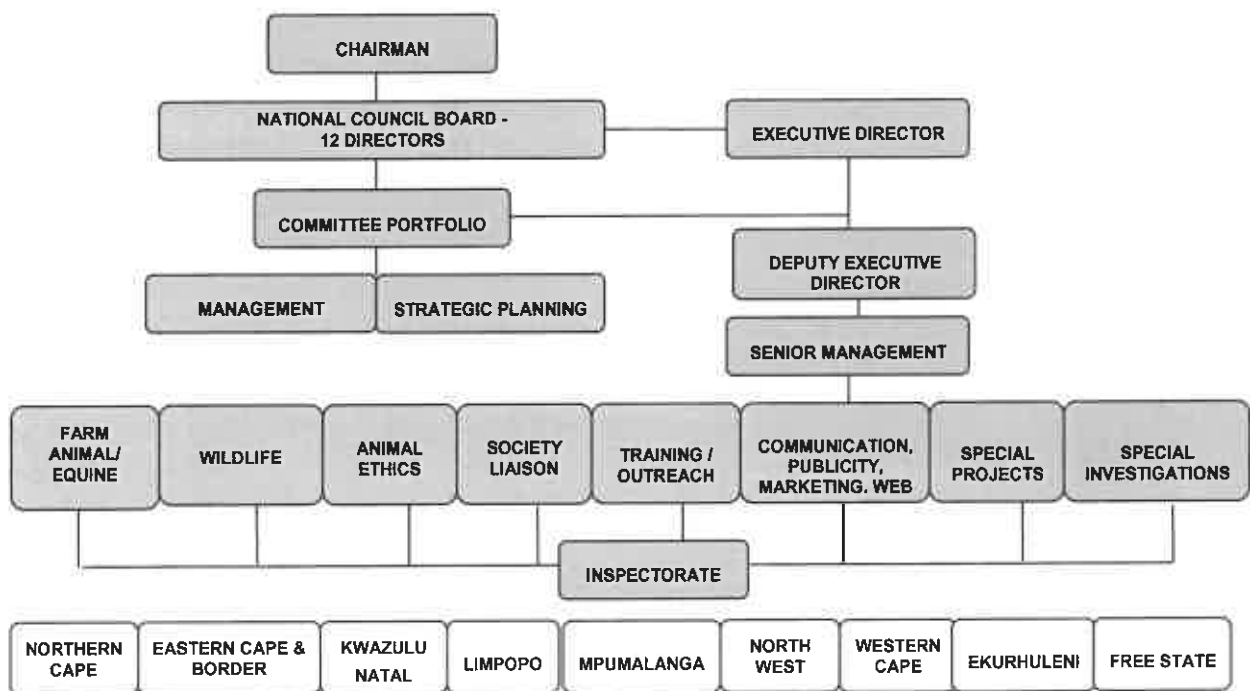 CHAIRMAN
NATIONAL COUNCIL BOARD -
12 DIRECTORS
EXECUTIVE DIRECTOR
COMMITTEE PORTFOLIO
DEPUTY EXECUTIVE
DIRECTOR
MANAGEMENT
STRATEGIC PLANNING
SENIOR MANAGEMENT
FARM
ANIMAL/
EQUINE
WILDLIFE
ANIMAL
ETHICS
SOCIETY
LIAISON
TRAINING /
OUTREACH
COMMUNICATION,
PUBLICITY,
MARKETING. WEB
SPECIAL
PROJECTS
SPECIAL
INVESTIGATIONS
INSPECTORATE
NORTHERN
CAPE
EASTERN CAPE &
BORDER
KWAZULU
NATAL
LIMPOPO
MPUMALANGA
NORTH
WEST
WESTERN
CAPE
EKURHULENI
FREE STATE